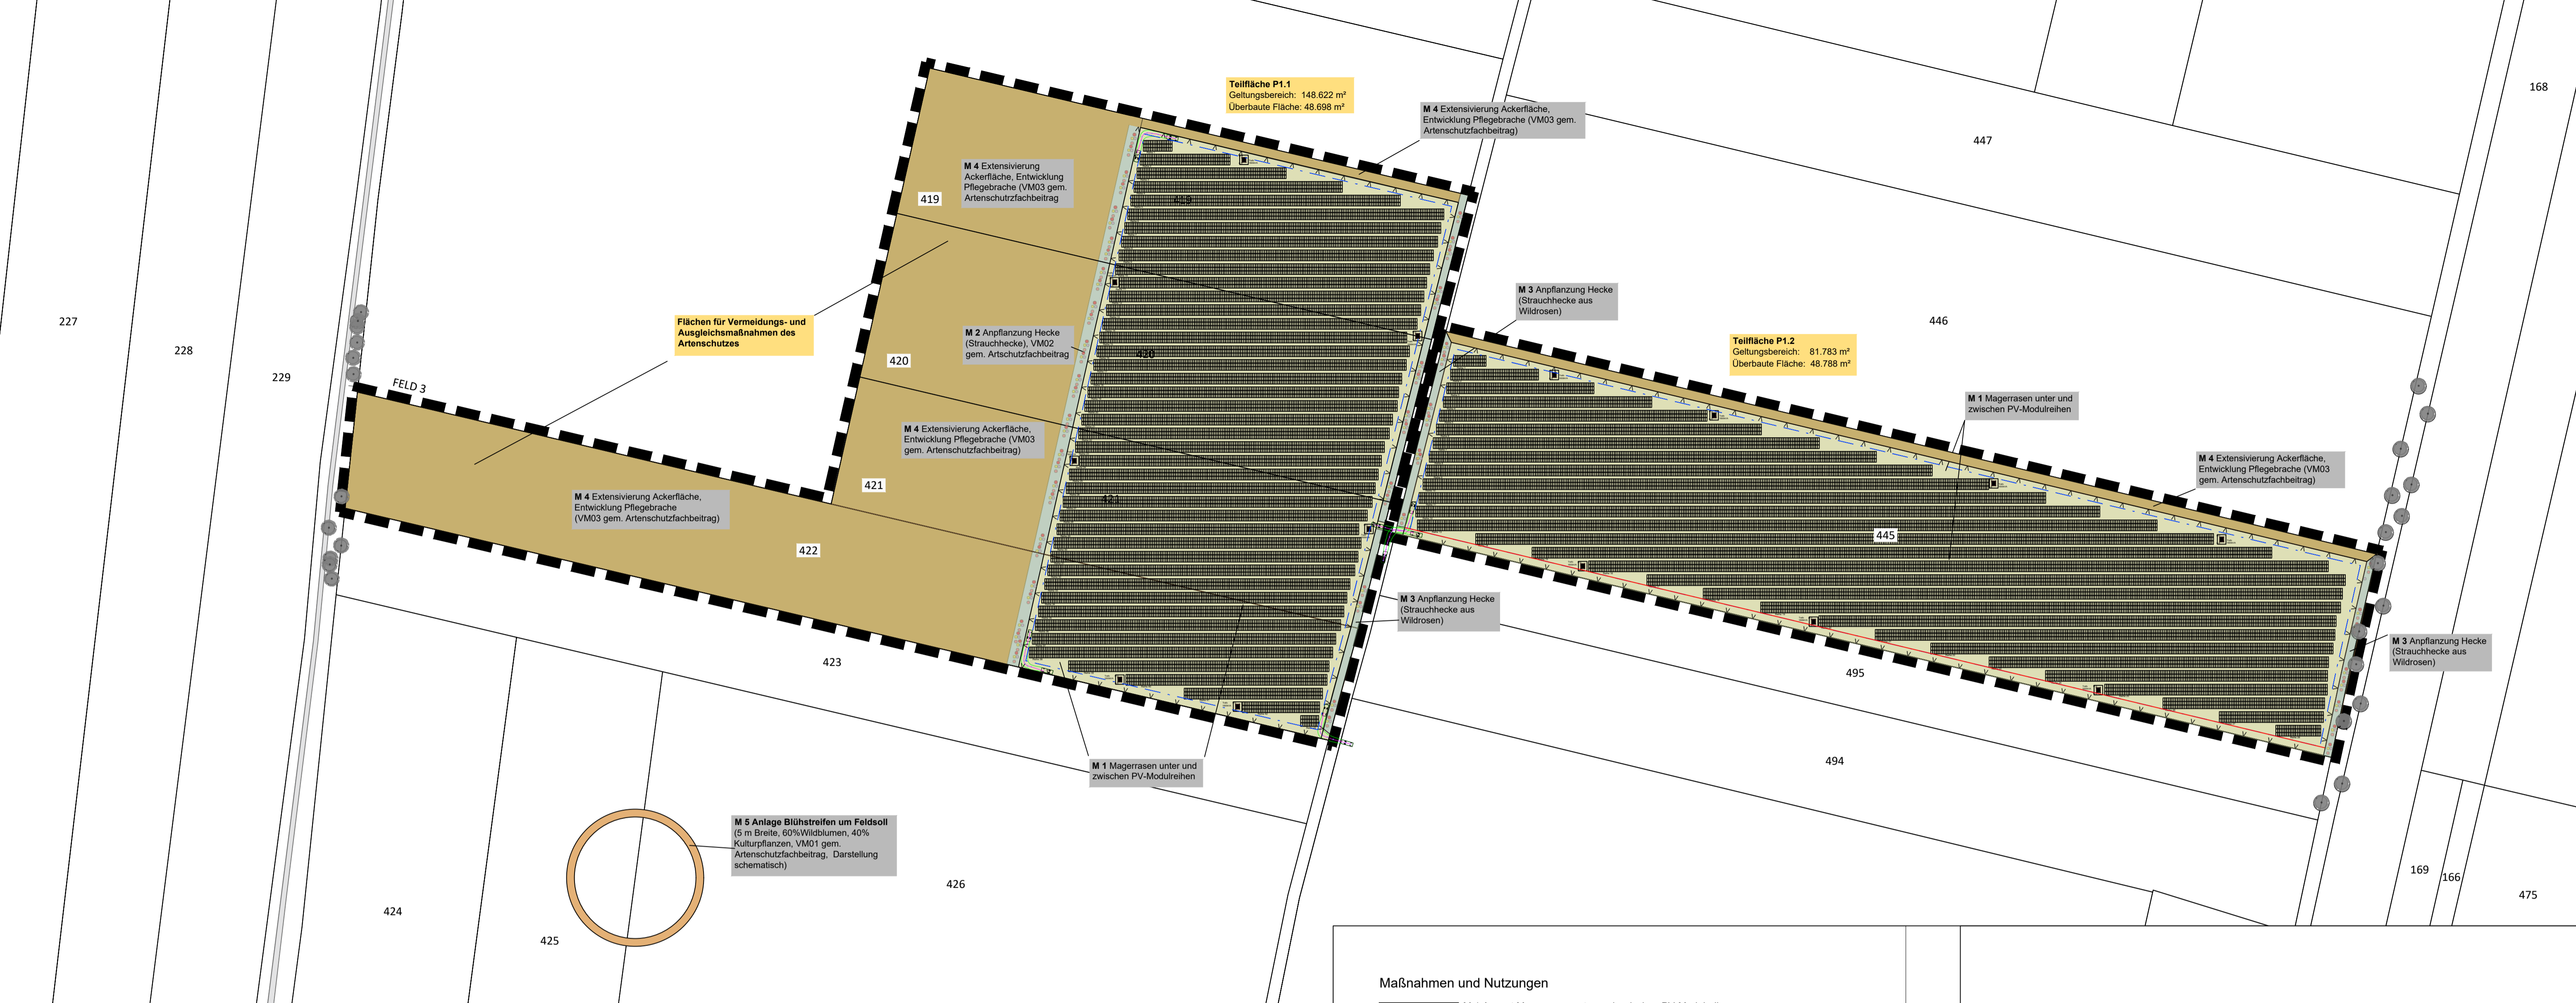 168
Teilfläche P1.1
Geltungsbereich: 148.622 m²
Überbaute Fläche: 48.698 m²
M 4 Extensivierung Ackerfläche,
Entwicklung Pflegebrache (VM03 gem.
Artenschutzfachbeitrag)
447
M 4 Extensivierung
Ackerfläche, Entwicklung
Pflegebrache (VM03 gem.
Artenschutrzfachbeitrag
419
419
M 3 Anpflanzung Hecke
(Strauchhecke aus
Wildrosen)
446
227
228
229
Flächen für Vermeidungs- und
Ausgleichsmaßnahmen des
Artenschutzes
M 2 Anpflanzung Hecke
(Strauchhecke), VM02
gem. Artschutzfachbeitrag
420
420
Teilfläche P1.2
Geltungsbereich: 81.783 m²
Überbaute Fläche: 48.788 m²
FELD 3
M 1 Magerrasen unter und
zwischen PV-Modulreihen
M 4 Extensivierung Ackerfläche,
Entwicklung Pflegebrache (VM03
gem. Artenschutzfachbeitrag)
421
421
M 4 Extensivierung Ackerfläche,
Entwicklung Pflegebrache (VM03
gem. Artenschutzfachbeitrag)
M 4 Extensivierung Ackerfläche,
Entwicklung Pflegebrache
(VM03 gem. Artenschutzfachbeitrag)
422
445
M 3 Anpflanzung Hecke
(Strauchhecke aus
Wildrosen)
M 3 Anpflanzung Hecke
(Strauchhecke aus
Wildrosen)
423
495
494
M 1 Magerrasen unter und
zwischen PV-Modulreihen
M 5 Anlage Blühstreifen um Feldsoll
(5 m Breite, 60%Wildblumen, 40%
Kulturpflanzen, VM01 gem.
Artenschutzfachbeitrag, Darstellung
schematisch)
424
425
426
169
166
475
Maßnahmen und Nutzungen